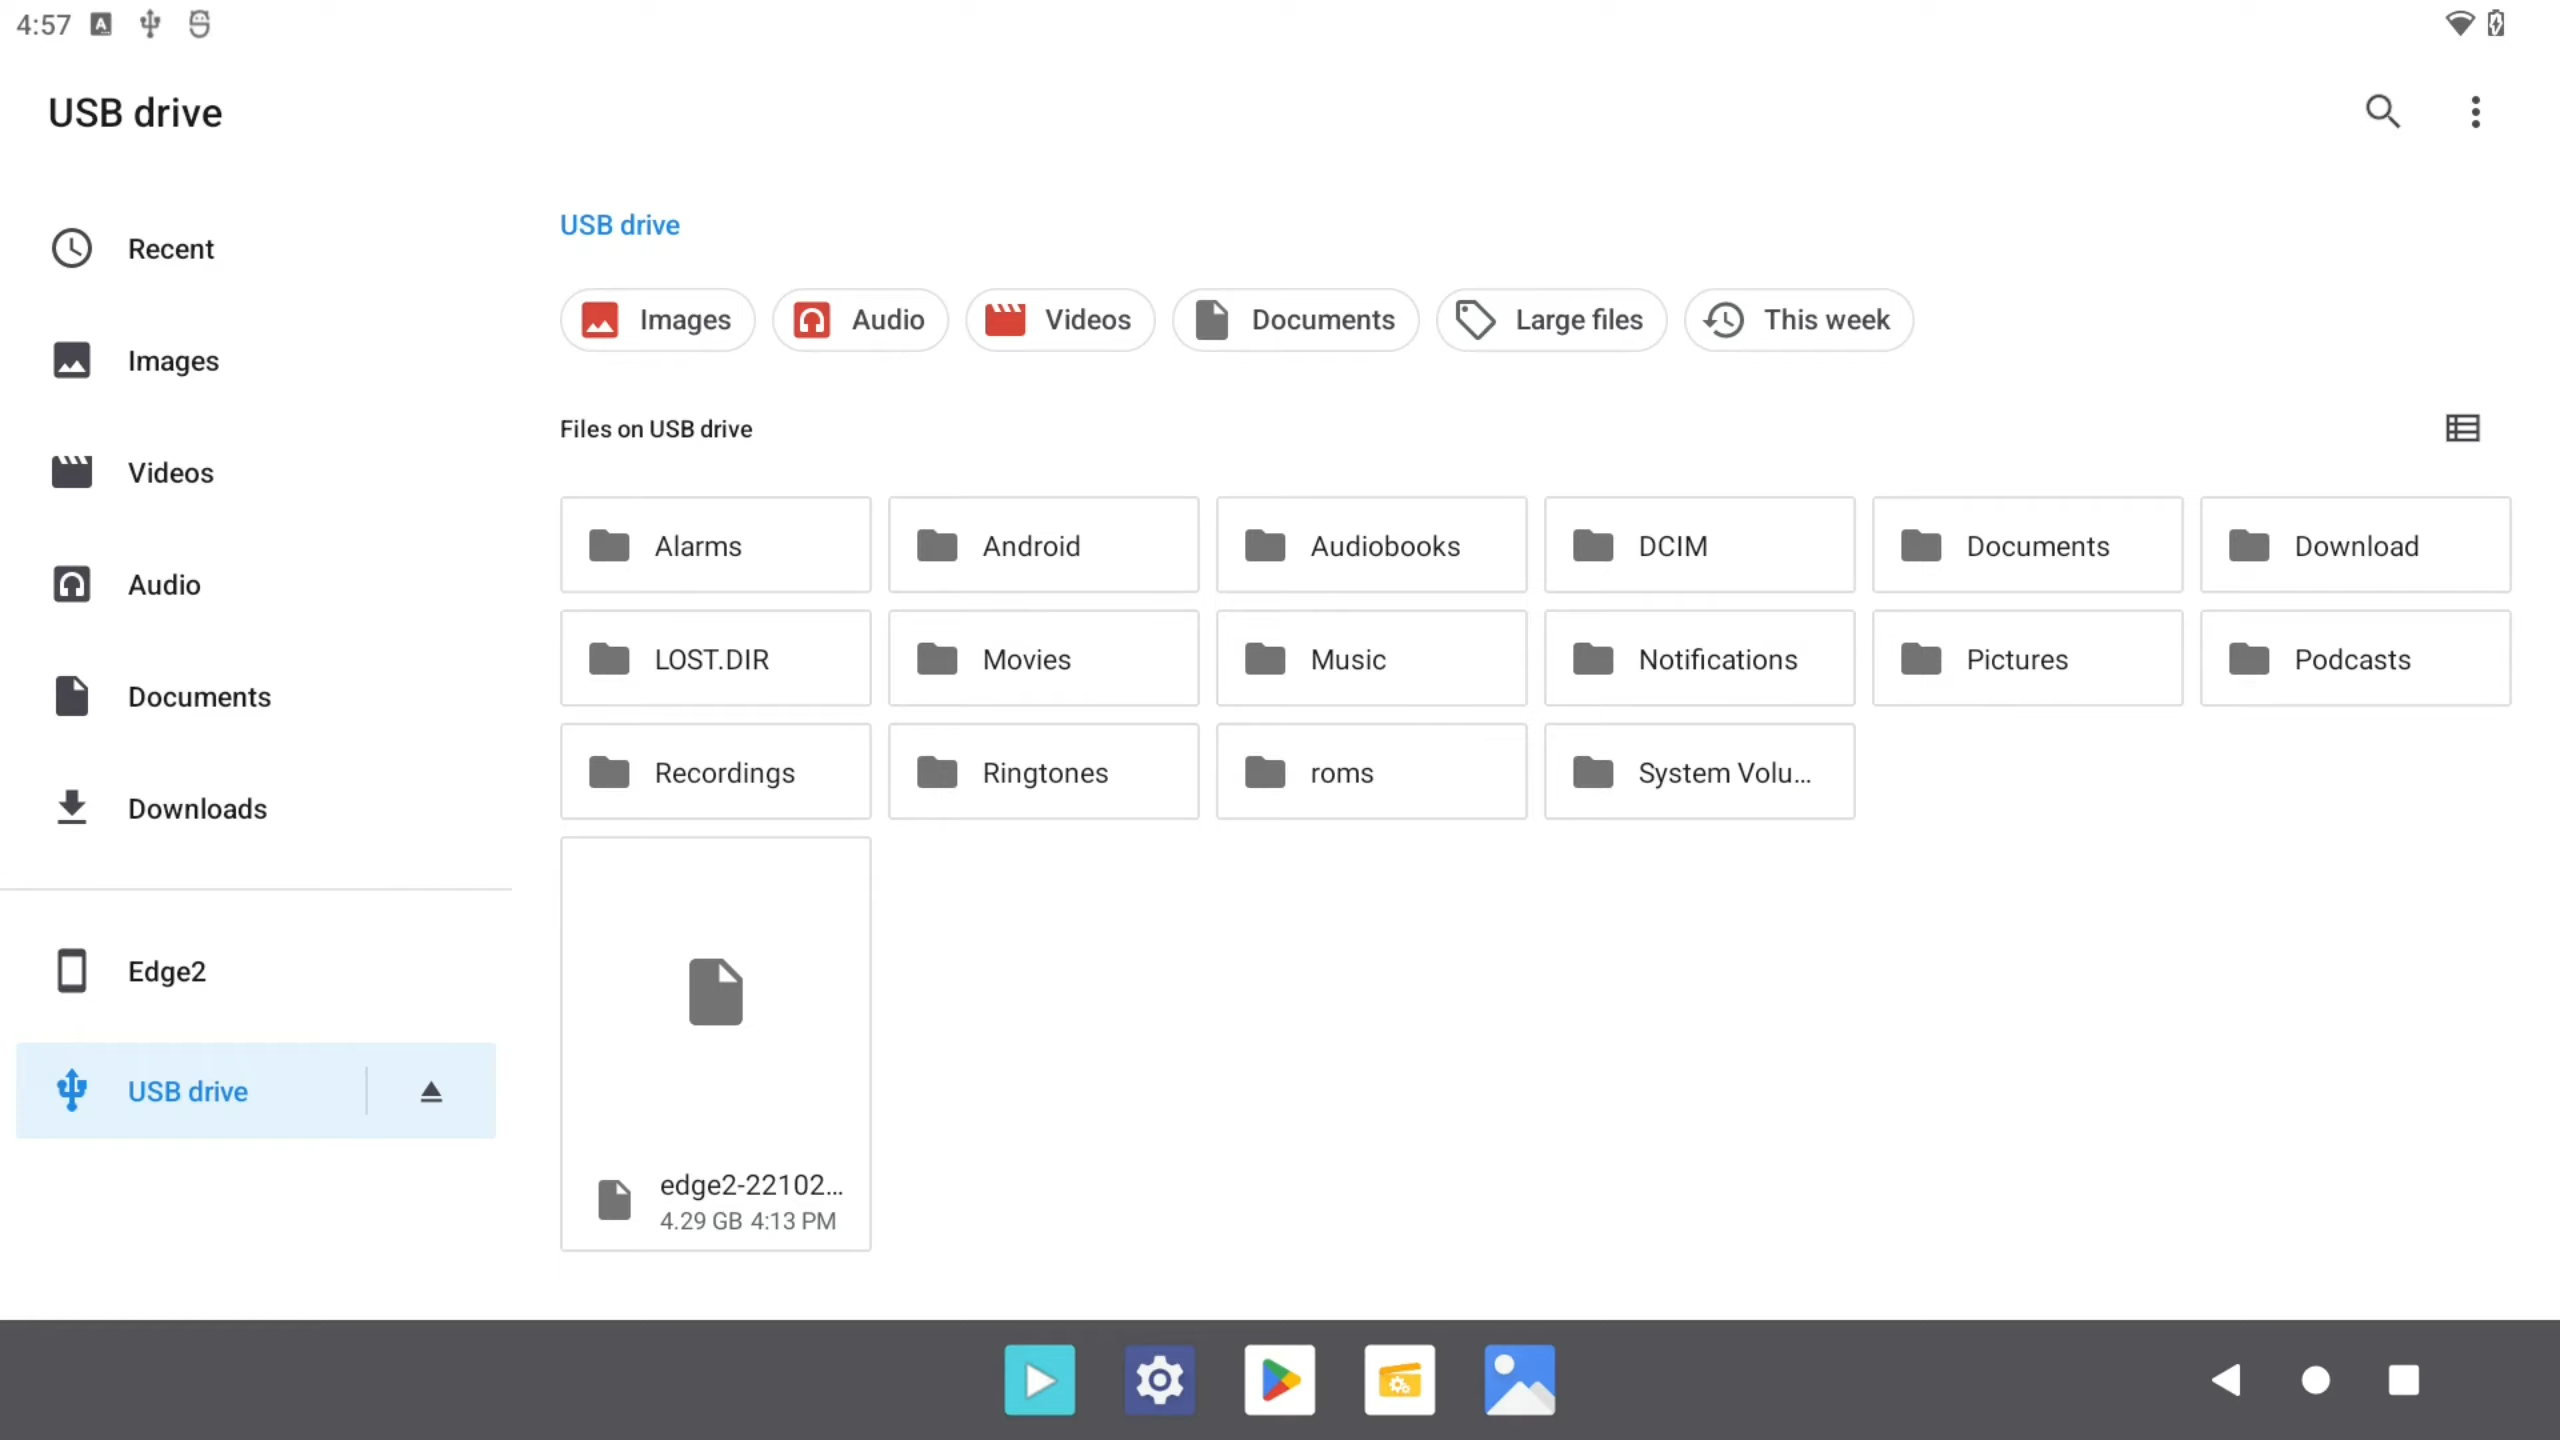 4:57
USB drive
Recent
Images
Videos
Audio
Documents
Downloads
Edge2
USB drive
USB drive
Images
Audio
Videos
Documents
Large files
This week
Files on USB drive
Alarms
Android
Audiobooks
DCIM
Documents
Download
LOST.DIR
Movies
Music
Notifications
Pictures
Podcasts
Recordings
Ringtones
roms
System Volu...
edge2-22102...
4.29 GB 4:13 PM